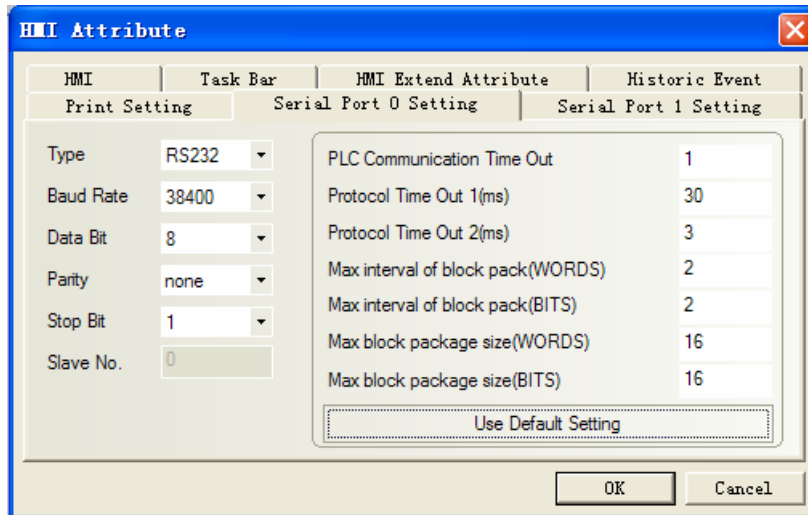 HMI Attribute
HMI Task Bar HMI Extend Attribute Historic Event
Print Setting Serial Port 0 Setting Serial Port 1 Setting
Type RS232
Baud Rate 38400
Data Bit 8
Parity none
Stop Bit 1
Slave No. 0
PLC Communication Time Out 1
Protocol Time Out 1(ms) 30
Protocol Time Out 2(ms) 3
Max interval of block pack(WORDS) 2
Max interval of block pack(BITS) 2
Max block package size(WORDS) 16
Max block package size(BITS) 16
Use Default Setting
OK Cancel